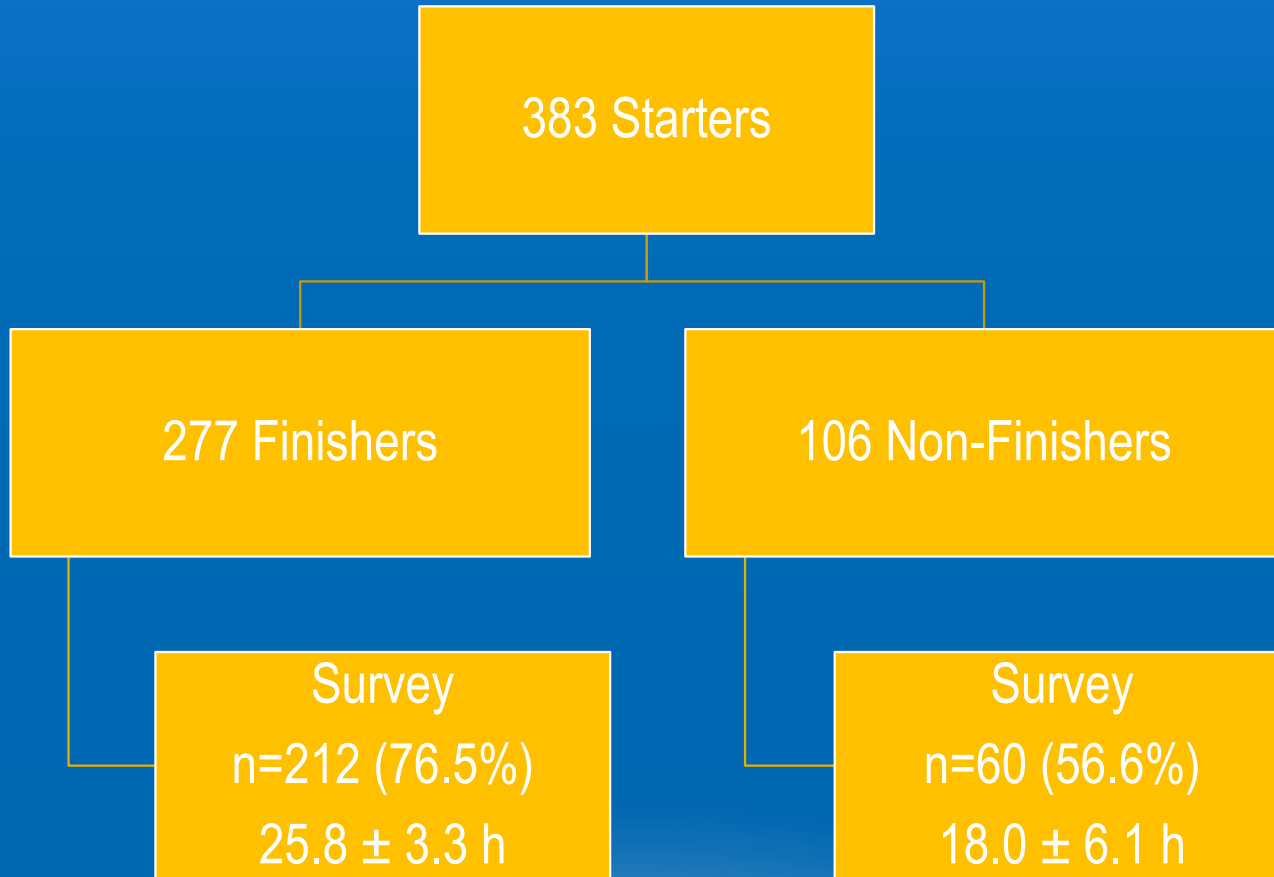 383 Starters
277 Finishers
106 Non-Finishers
Survey
n=212 (76.5%)
25.8 ± 3.3 h
Survey
n=60 (56.6%)
18.0 ± 6.1 h